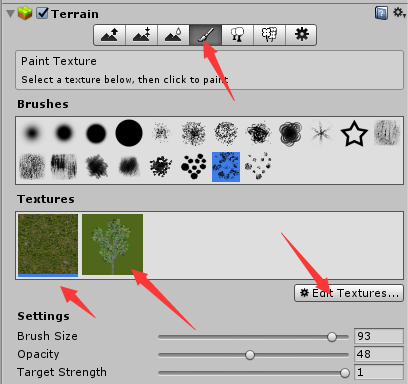 Terrain
Paint Texture
Select a texture below, then click to paint
Brushes
Textures
Edit Textures...
Settings
Brush Size 93
Opacity 48
Target Strength 1